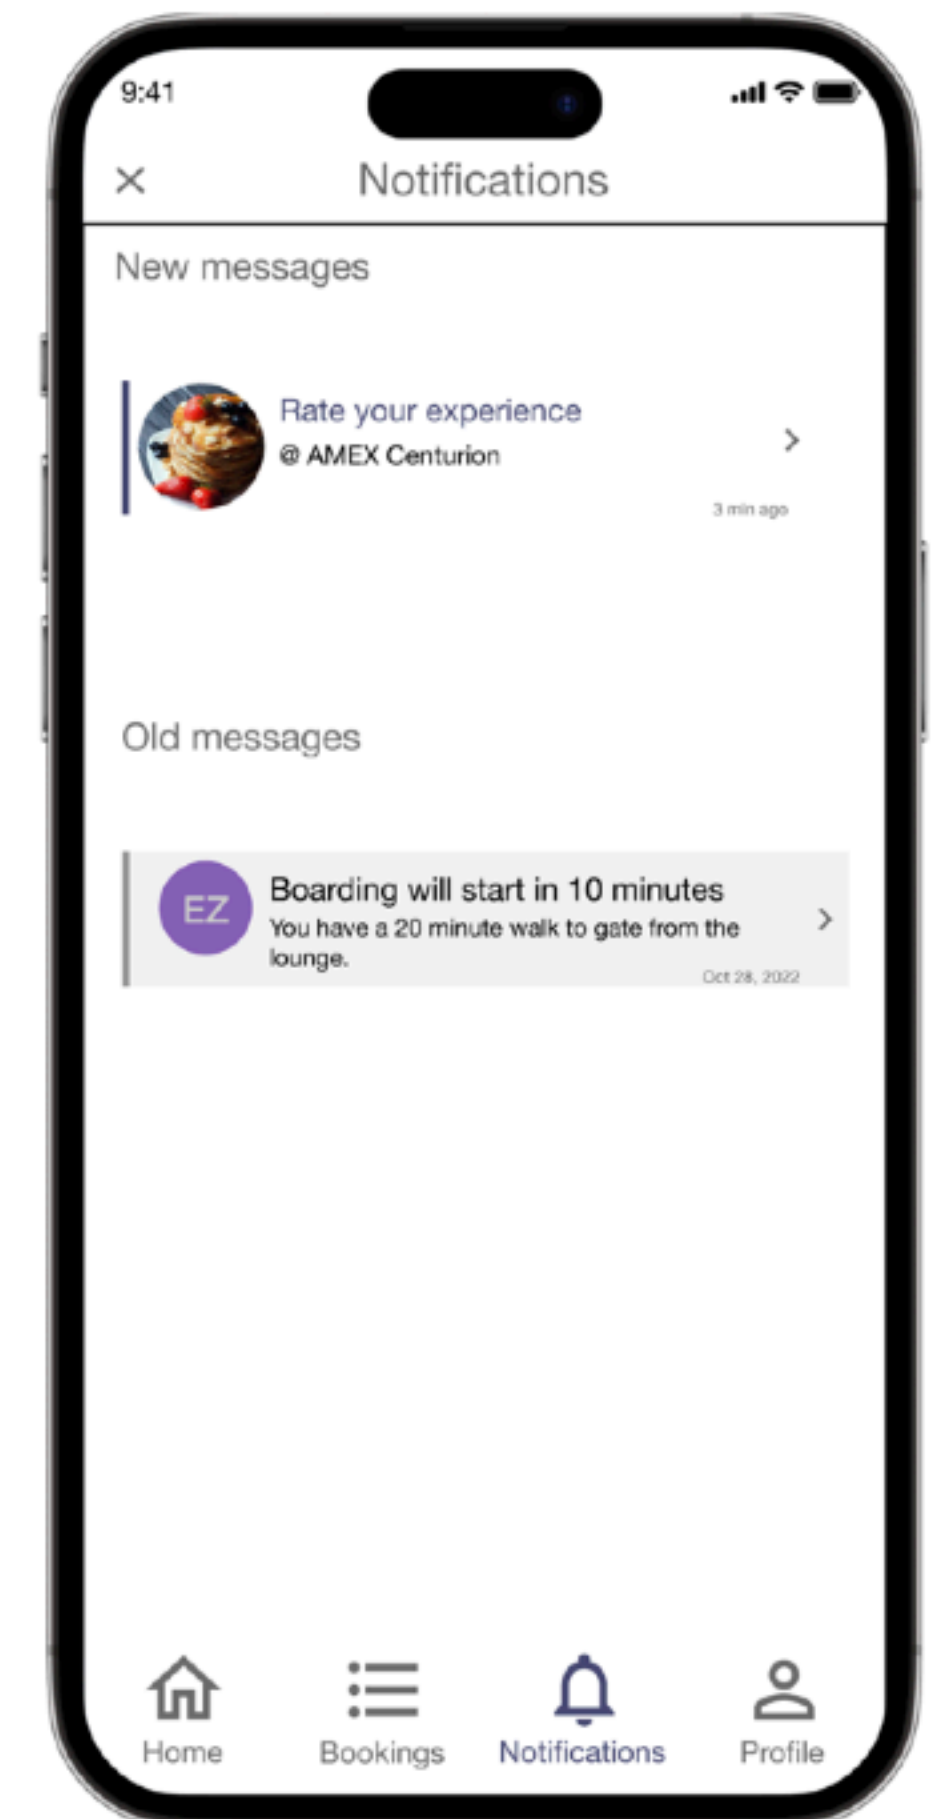 9:41
Notifications
New messages
Rate your experience
@ AMEX Centurion
3 min ago
Old messages
EZ
Boarding will start in 10 minutes
You have a 20 minute walk to gate from the
lounge.
Oct 28, 2022
Home
Bookings
Notifications
Profile